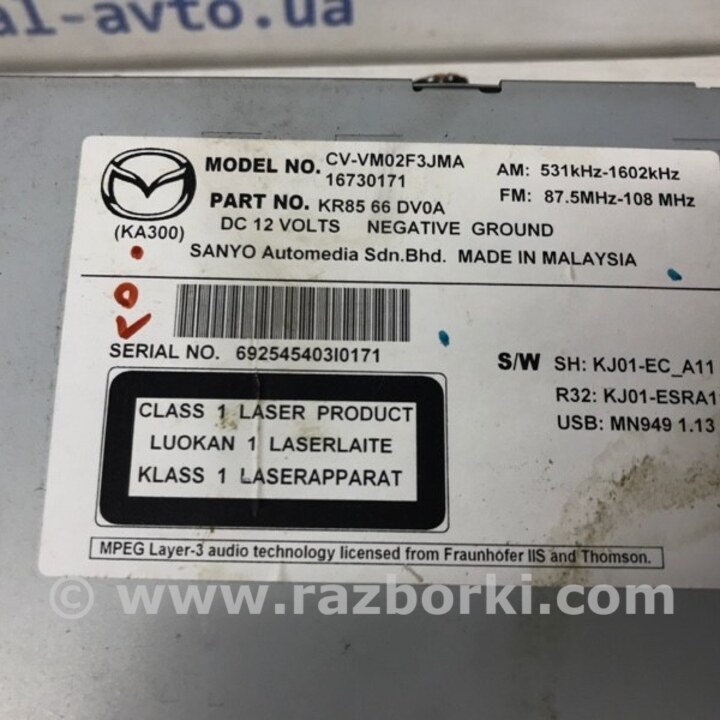 al-avto.ua
MODEL NO. CV-VM02F3JMA
16730171
AM: 531kHz-1602kHz
PART NO. KR85 66 DV0A
FM: 87.5MHz-108 MHz
(KA300)
DC 12 VOLTS NEGATIVE GROUND
SANYO Automedia Sdn.Bhd. MADE IN MALAYSIA
SERIAL NO. 692545403I0171
S/W SH: KJ01-EC_A11
R32: KJ01-ESRA1
USB: MN949 1.13
CLASS 1 LASER PRODUCT
LUOKAN 1 LASERLAITE
KLASS 1 LASERAPPARAT
MPEG Layer-3 audio technology licensed from Fraunhofer IIS and Thomson.
© www.razborki.com